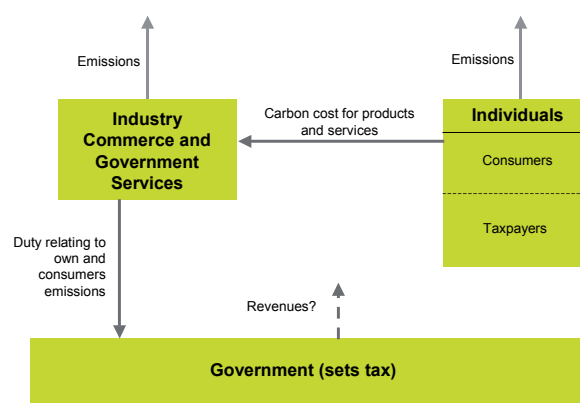 Emissions
Emissions
Industry
Commerce and
Government
Services
Carbon cost for products
and services
Individuals
Consumers
Taxpayers
Duty relating to
own and
consumers
emissions
Revenues?
Government (sets tax)